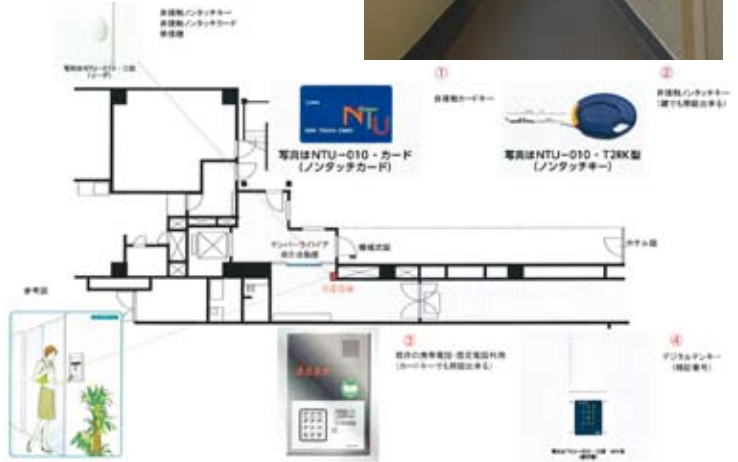 非接触ノンタッチキー
非接触ノンタッチカード
受信機
①
非接触カードキー
NTU
NON TOUCH CARD
写真はNTU-010・カード
(ノンタッチカード)
②
非接触ノンタッチキー
(鍵でも解錠出来る)
写真はNTU-010・T2RK型
(ノンタッチキー)
機械式錠
ホテル錠
①②③④
参考図
③
既存の携帯電話・固定電話利用
(カードキーでも解錠出来る)
④
デジタルテンキー
(暗証番号)